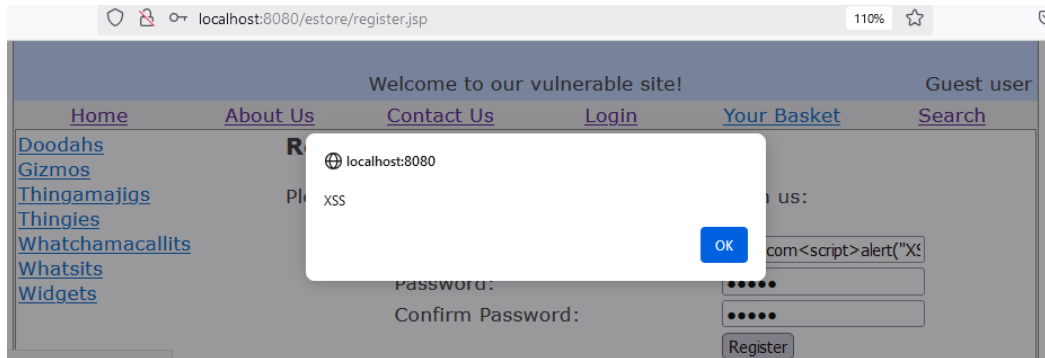 localhost:8080/estore/register.jsp 110%
Welcome to our vulnerable site! Guest user
Home About Us Contact Us Login Your Basket Search
Doodahs
Gizmos
Thingamajigs
Thingies
Whatchamacallits
Whatsits
Widgets
localhost:8080
XSS
OK
us:
com<script>alert("XS
Password:
Confirm Password:
Register